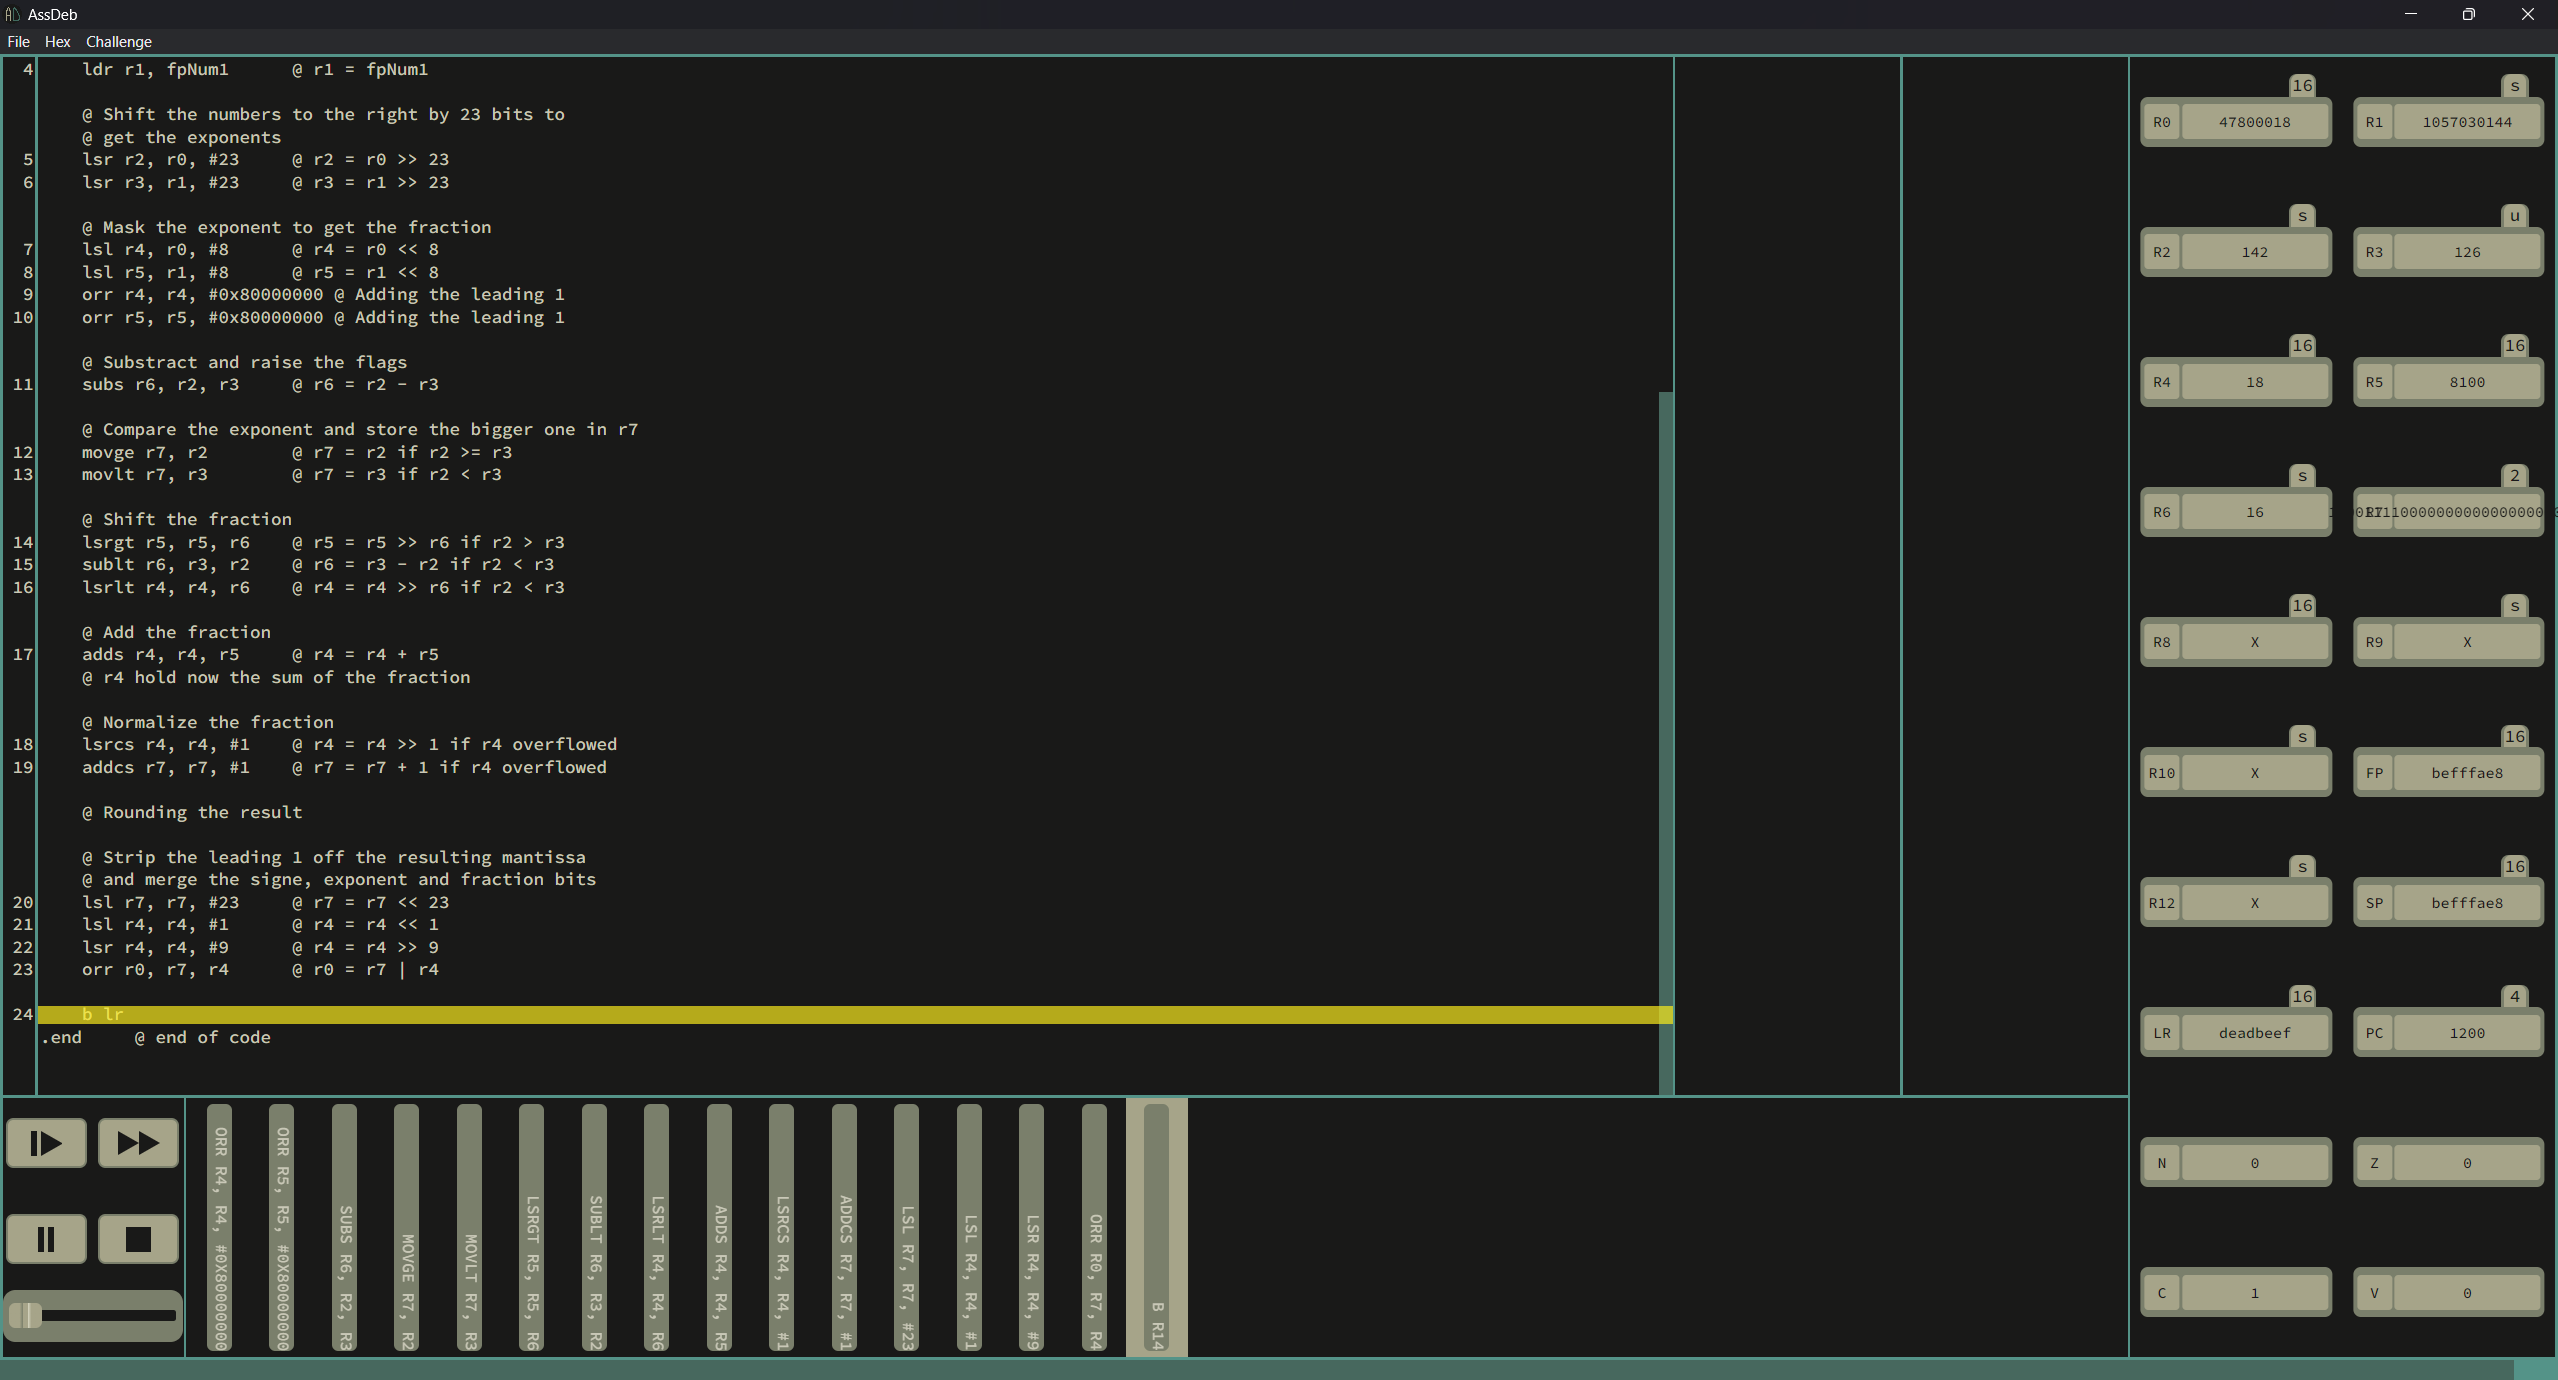 AssDeb
File Hex Challenge
4 ldr r1, fpNum1 @ r1 = fpNum1
@ Shift the numbers to the right by 23 bits to
@ get the exponents
5 lsr r2, r0, #23 @ r2 = r0 >> 23
6 lsr r3, r1, #23 @ r3 = r1 >> 23
@ Mask the exponent to get the fraction
7 lsl r4, r0, #8 @ r4 = r0 << 8
8 lsl r5, r1, #8 @ r5 = r1 << 8
9 orr r4, r4, #0x80000000 @ Adding the leading 1
10 orr r5, r5, #0x80000000 @ Adding the leading 1
@ Substract and raise the flags
11 subs r6, r2, r3 @ r6 = r2 - r3
@ Compare the exponent and store the bigger one in r7
12 movge r7, r2 @ r7 = r2 if r2 >= r3
13 movlt r7, r3 @ r7 = r3 if r2 < r3
@ Shift the fraction
14 lsrgt r5, r5, r6 @ r5 = r5 >> r6 if r2 > r3
15 sublt r6, r3, r2 @ r6 = r3 - r2 if r2 < r3
16 lsrlt r4, r4, r6 @ r4 = r4 >> r6 if r2 < r3
@ Add the fraction
17 adds r4, r4, r5 @ r4 = r4 + r5
@ r4 hold now the sum of the fraction
@ Normalize the fraction
18 lsrcs r4, r4, #1 @ r4 = r4 >> 1 if r4 overflowed
19 addcs r7, r7, #1 @ r7 = r7 + 1 if r4 overflowed
@ Rounding the result
@ Strip the leading 1 off the resulting mantissa
@ and merge the signe, exponent and fraction bits
20 lsl r7, r7, #23 @ r7 = r7 << 23
21 lsl r4, r4, #1 @ r4 = r4 << 1
22 lsr r4, r4, #9 @ r4 = r4 >> 9
23 orr r0, r7, r4 @ r0 = r7 | r4
24 b lr
.end @ end of code
16 s
R0 47800018 R1 1057030144
s u
R2 142 R3 126
16 16
R4 18 R5 8100
s 2
R6 16
16 s
R8 X R9 X
s 16
R10 X FP befffae8
s 16
R12 X SP befffae8
16 4
LR deadbeef PC 1200
N 0 Z 0
C 1 V 0
ORR R4, R4, #0X80000000
ORR R5, R5, #0X80000000
SUBS R6, R2, R3
MOVGE R7, R2
MOVLT R7, R3
LSRGT R5, R5, R6
SUBLT R6, R3, R2
LSRLT R4, R4, R6
ADDS R4, R4, R5
LSRCS R4, R4, #1
ADDCS R7, R7, #1
LSL R7, R7, #23
LSL R4, R4, #1
LSR R4, R4, #9
ORR R0, R7, R4
B R14